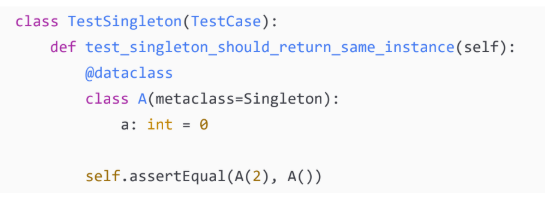 class TestSingleton(TestCase):
    def test_singleton_should_return_same_instance(self):
        @dataclass
        class A(metaclass=Singleton):
            a: int = 0

        self.assertEqual(A(2), A())